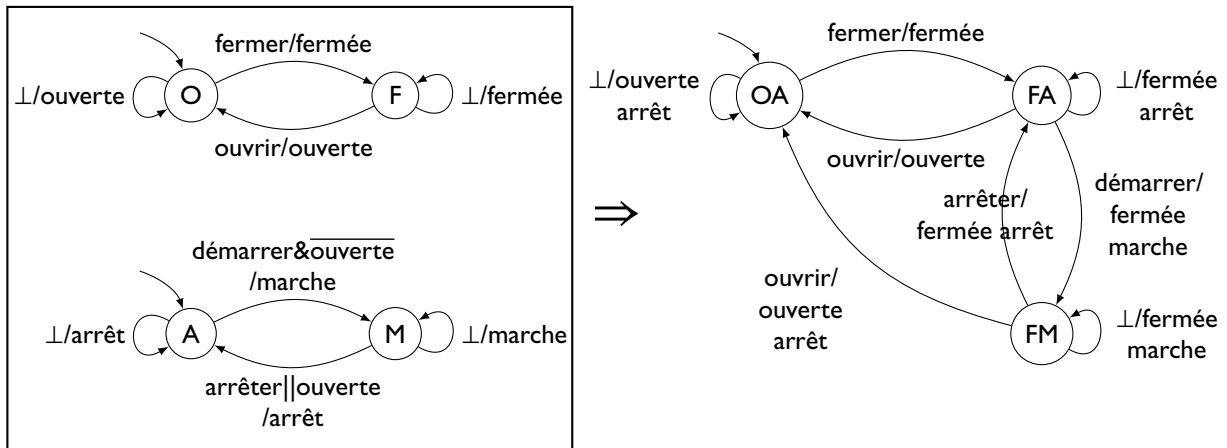 fermer/fermée
⊥/ouverte
O
F
⊥/fermée
ouvrir/ouverte
démarrer&ouverte
/marche
⊥/arrêt
A
M
⊥/marche
arrêter||ouverte
/arrêt
⇒
fermer/fermée
⊥/ouverte
arrêt
OA
FA
⊥/fermée
arrêt
ouvrir/ouverte
arrêter/
fermée arrêt
démarrer/
fermée
marche
ouvrir/
ouverte
arrêt
FM
⊥/fermée
marche